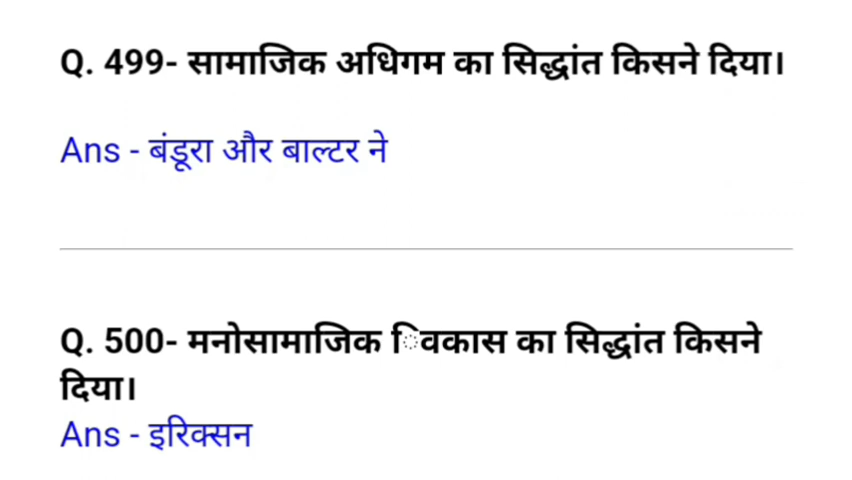 Q. 499- सामाजिक अधिगम का सिद्धांत किसने दिया।
Ans - बंडूरा और बाल्टर ने
Q. 500- मनोसामाजिक िवकास का सिद्धांत किसने
दिया।
Ans - इरिक्सन